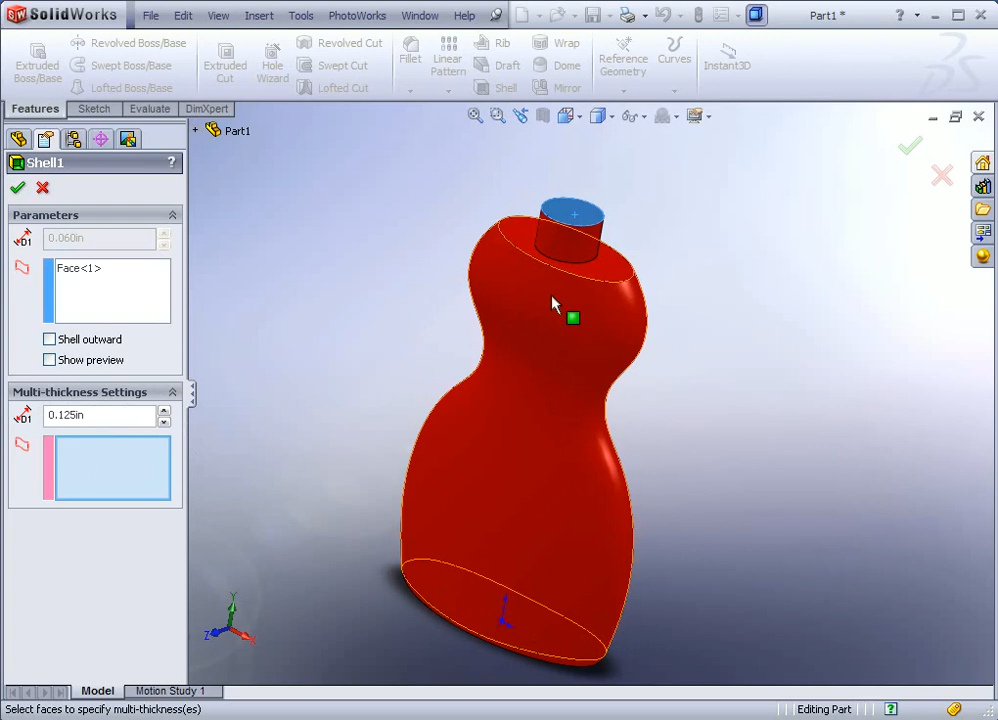 SolidWorks File Edit View Insert Tools PhotoWorks Window Help Part1 * ?
Extruded Boss/Base
Revolved Boss/Base
Swept Boss/Base
Lofted Boss/Base
Extruded Cut
Hole Wizard
Revolved Cut
Swept Cut
Lofted Cut
Fillet
Linear Pattern
Rib
Draft
Shell
Wrap
Dome
Mirror
Reference Geometry
Curves
Instant3D
Features Sketch Evaluate DimXpert
Part1
Shell1 ?
Parameters
D1 0.060in
Face<1>
Shell outward
Show preview
Multi-thickness Settings
D1 0.125in
Y
Z X
Model Motion Study 1
Select faces to specify multi-thickness(es) Editing Part ?